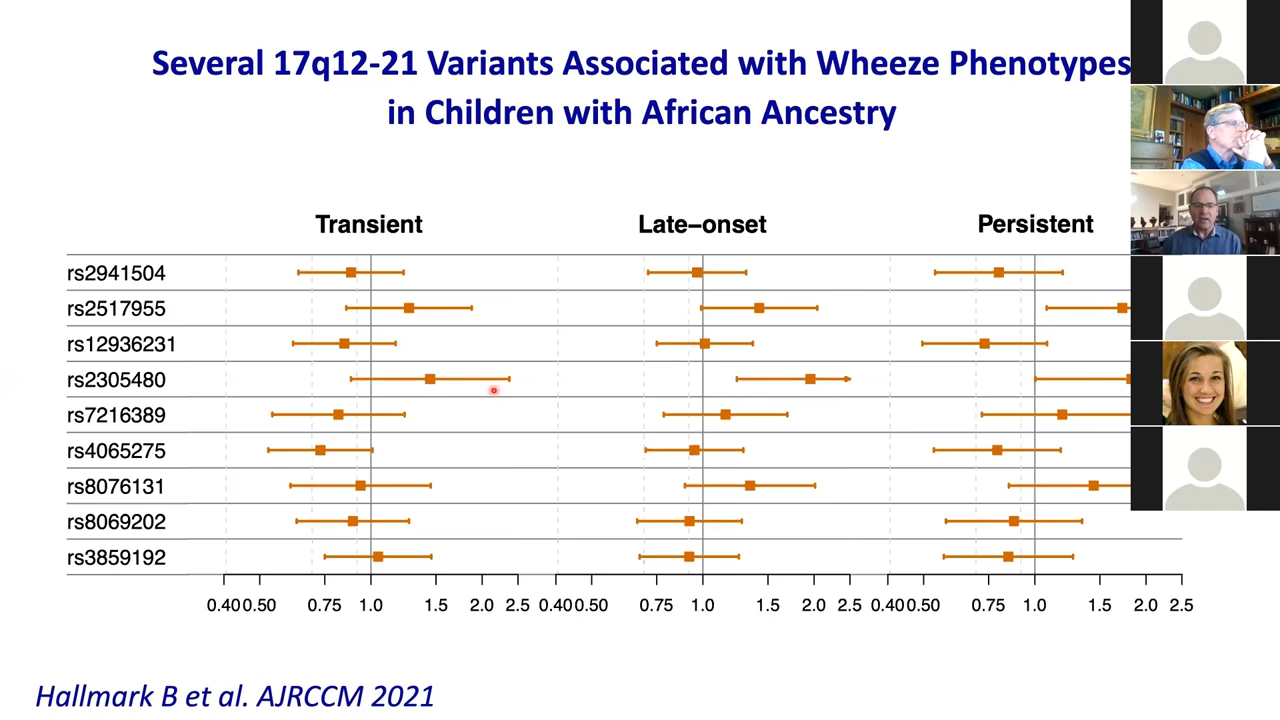 Several 17q12-21 Variants Associated with Wheeze Phenotypes
in Children with African Ancestry
Transient Late–onset Persistent
rs2941504
rs2517955
rs12936231
rs2305480
rs7216389
rs4065275
rs8076131
rs8069202
rs3859192
0.40 0.50 0.75 1.0 1.5 2.0 2.5 0.40 0.50 0.75 1.0 1.5 2.0 2.5 0.40 0.50 0.75 1.0 1.5 2.0 2.5
Hallmark B et al. AJRCCM 2021